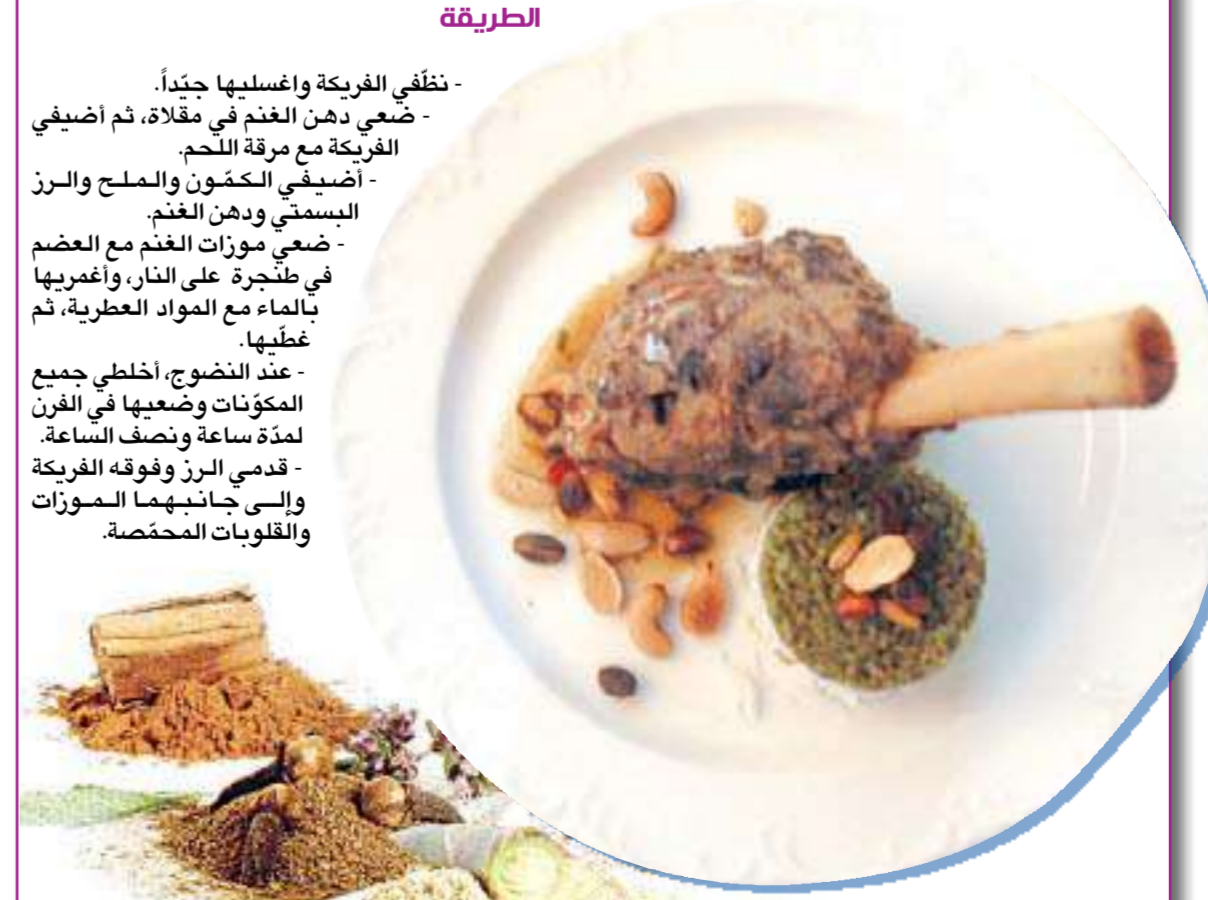 الطريقة
- نظّفي الفريكة واغسليها جيّداً.
- ضعي دهن الغنم في مقلاة، ثم أضيفي
الفريكة مع مرقة اللحم.
- أضيفي الكمّون والملح والرز
البسمتي ودهن الغنم.
- ضعي موزات الغنم مع العضم
في طنجرة على النار، وأغمريها
بالماء مع المواد العطرية، ثم
غطّيها.
- عند النضوج، أخلطي جميع
المكوّنات وضعيها في الفرن
لمدّة ساعة ونصف الساعة.
- قدمي الرز وفوقه الفريكة
وإلى جانبهما الموزات
والقلوبات المحمّصة.